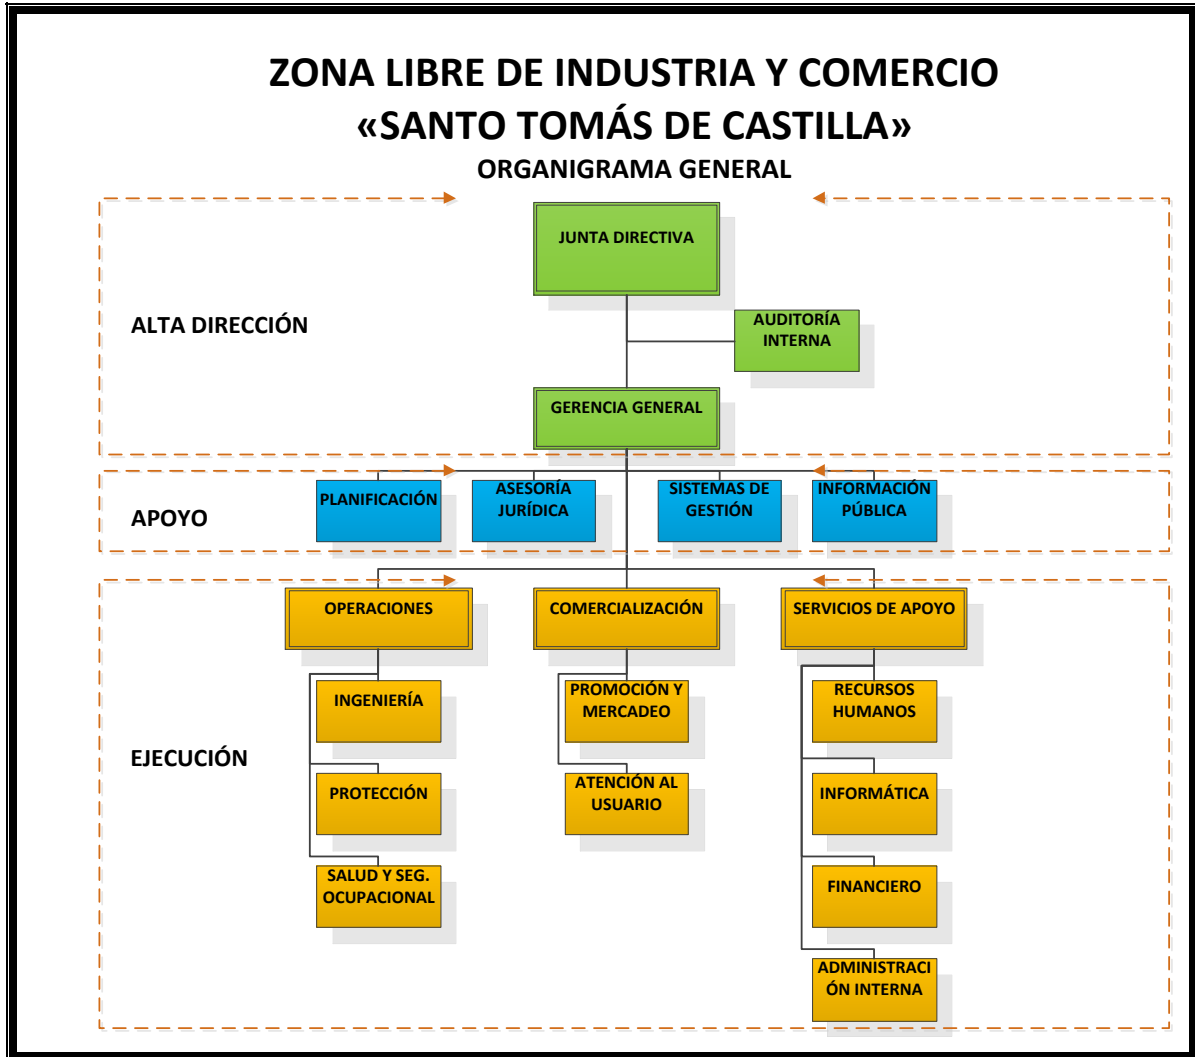 ZONA LIBRE DE INDUSTRIA Y COMERCIO
«SANTO TOMÁS DE CASTILLA»
ORGANIGRAMA GENERAL
JUNTA DIRECTIVA
ALTA DIRECCIÓN
AUDITORÍA
INTERNA
GERENCIA GENERAL
APOYO
PLANIFICACIÓN
ASESORÍA
JURÍDICA
SISTEMAS DE
GESTIÓN
INFORMACIÓN
PÚBLICA
EJECUCIÓN
OPERACIONES
INGENIERÍA
PROTECCIÓN
SALUD Y SEG.
OCUPACIONAL
COMERCIALIZACIÓN
PROMOCIÓN Y
MERCADEO
ATENCIÓN AL
USUARIO
SERVICIOS DE APOYO
RECURSOS
HUMANOS
INFORMÁTICA
FINANCIERO
ADMINISTRACI
ÓN INTERNA